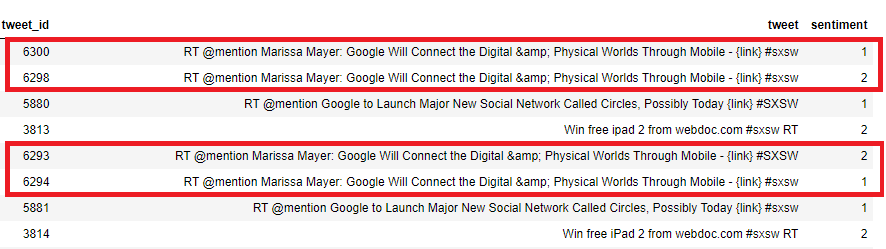 tweet_id tweet sentiment
6300 RT @mention Marissa Mayer: Google Will Connect the Digital &amp; Physical Worlds Through Mobile - {link} #sxsw 1
6298 RT @mention Marissa Mayer: Google Will Connect the Digital &amp; Physical Worlds Through Mobile - {link} #sxsw 2
5880 RT @mention Google to Launch Major New Social Network Called Circles, Possibly Today {link} #SXSW 1
3813 Win free ipad 2 from webdoc.com #sxsw RT 2
6293 RT @mention Marissa Mayer: Google Will Connect the Digital &amp; Physical Worlds Through Mobile - {link} #SXSW 2
6294 RT @mention Marissa Mayer: Google Will Connect the Digital &amp; Physical Worlds Through Mobile - {link} #sxsw 1
5881 RT @mention Google to Launch Major New Social Network Called Circles, Possibly Today {link} #sxsw 1
3814 Win free iPad 2 from webdoc.com #sxsw RT 2